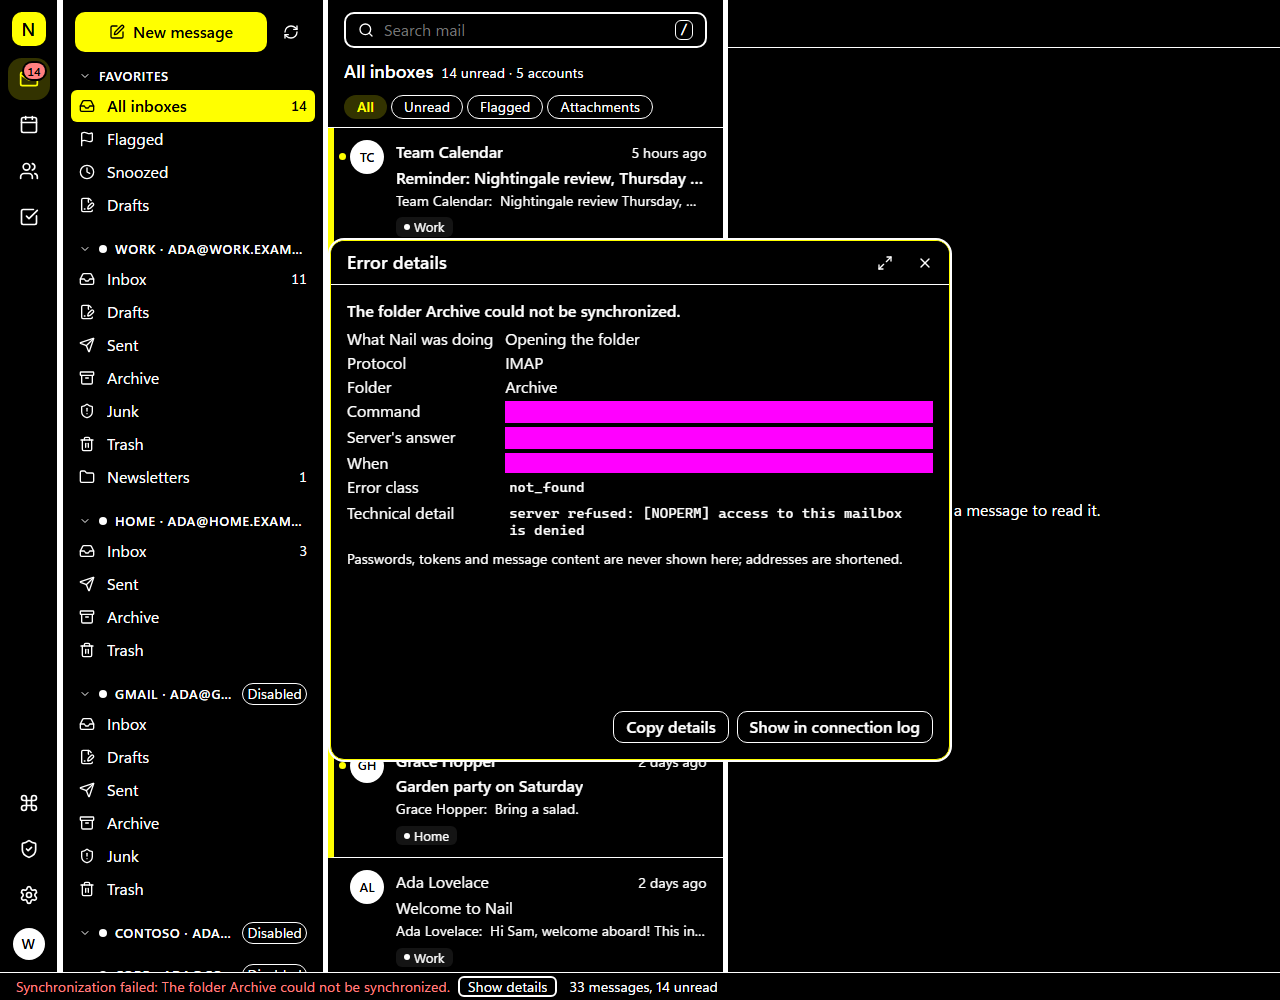 N
New message
Search mail
/
14
All inboxes 14 unread · 5 accounts
FAVORITES
All inboxes 14
All
Unread
Flagged
Attachments
Flagged
Snoozed
Drafts
TC
Team Calendar
5 hours ago
Reminder: Nightingale review, Thursday ...
Team Calendar: Nightingale review Thursday, ...
Work
WORK · ADA@WORK.EXAM...
Inbox 11
Drafts
Sent
Archive
Junk
Trash
Newsletters 1
HOME · ADA@HOME.EXAM...
Inbox 3
Sent
Archive
Trash
GMAIL · ADA@G... Disabled
Inbox
Drafts
Sent
Archive
Junk
Trash
CONTOSO · ADA... Disabled
W
Error details
The folder Archive could not be synchronized.
What Nail was doing Opening the folder
Protocol IMAP
Folder Archive
Command
Server's answer
When
Error class not_found
Technical detail server refused: [NOPERM] access to this mailbox
is denied
Passwords, tokens and message content are never shown here; addresses are shortened.
Copy details
Show in connection log
a message to read it.
GH
Grace Hopper
2 days ago
Garden party on Saturday
Grace Hopper: Bring a salad.
Home
AL
Ada Lovelace
2 days ago
Welcome to Nail
Ada Lovelace: Hi Sam, welcome aboard! This in...
Work
Synchronization failed: The folder Archive could not be synchronized. Show details 33 messages, 14 unread